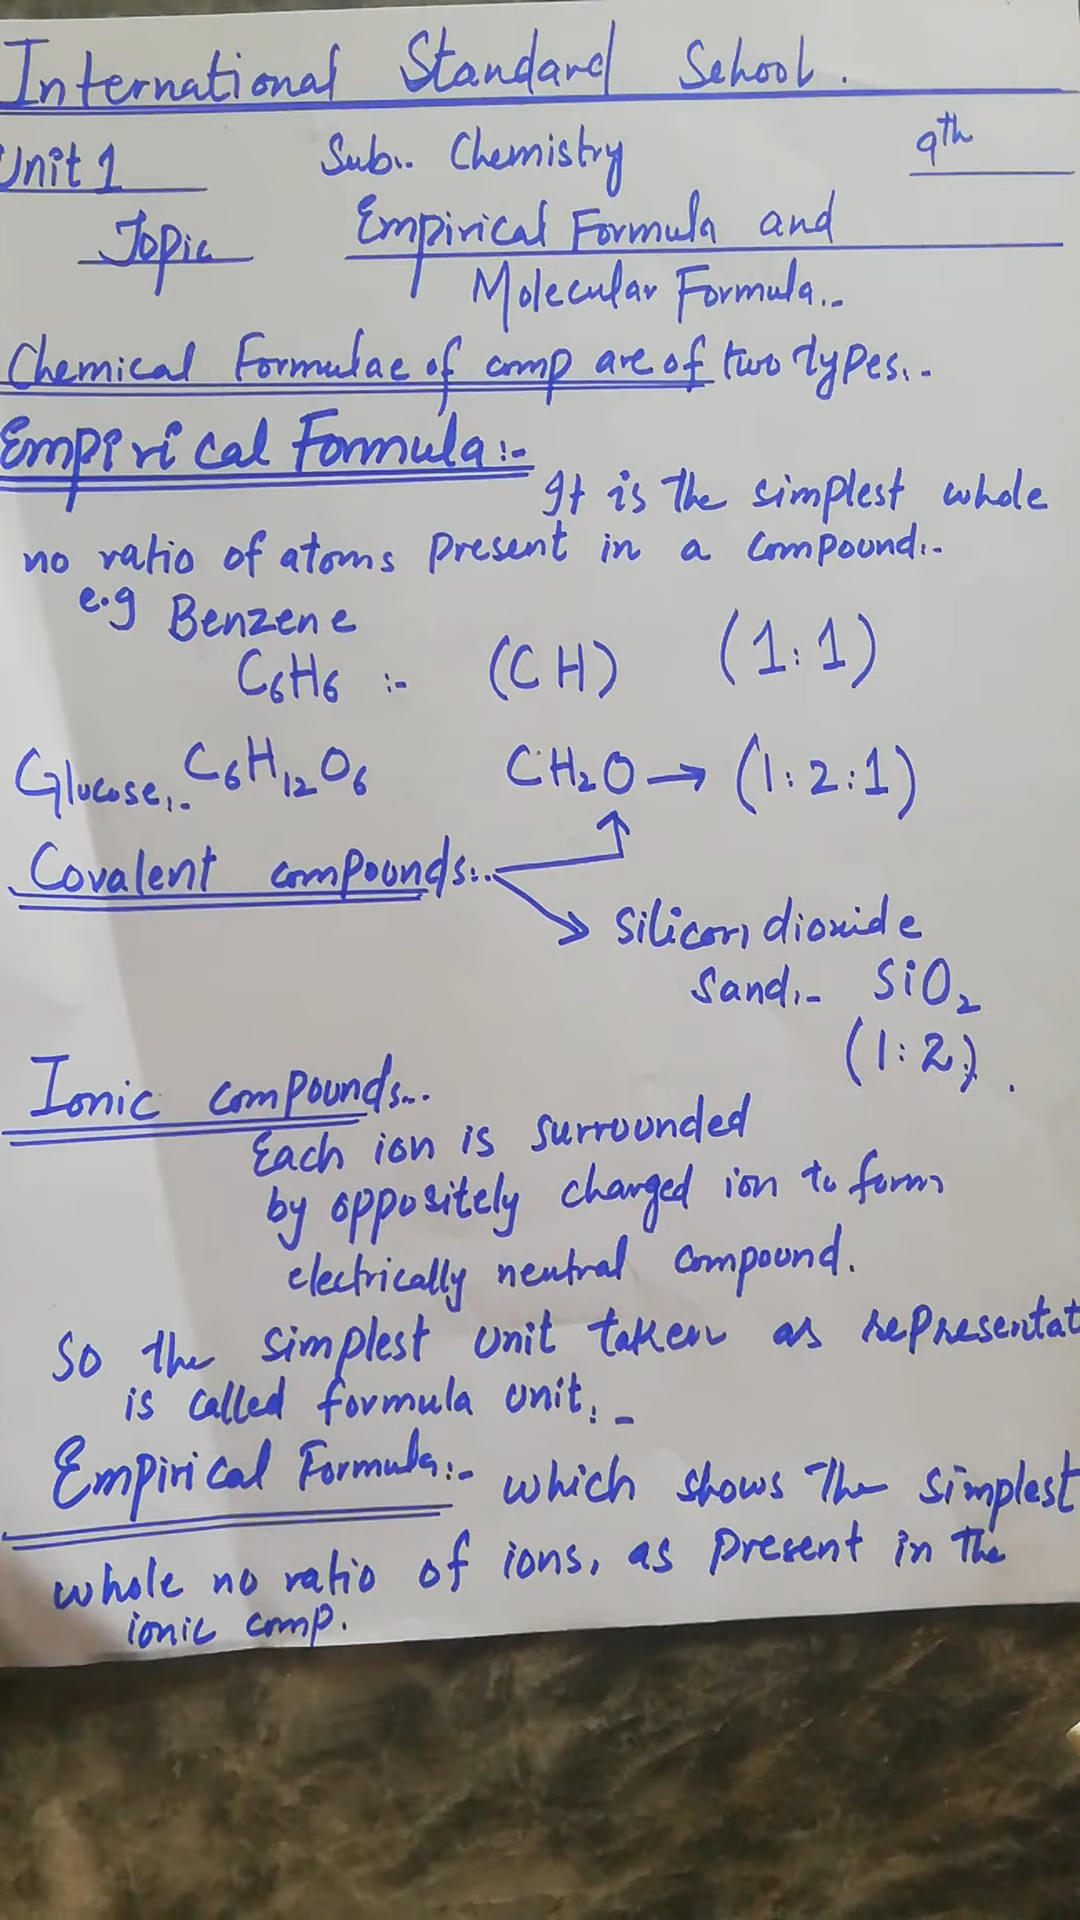 International Standard School.
Unit 1 Sub:. Chemistry 9th
Topic Empirical Formula and
Molecular Formula.-
Chemical Formulae of comp are of two types.-
Empirical Formula:-
It is the simplest whole
no ratio of atoms present in a compound.-
e.g Benzene
C₆H₆ :- (CH) (1:1)
Glucose.- C₆H₁₂O₆ CH₂O → (1:2:1)
Covalent compounds:.
Silicon dioxide
Sand.- SiO₂
(1:2).
Ionic compounds..
Each ion is surrounded
by oppositely charged ion to form
electrically neutral compound.
So the simplest unit taken as representat
is called formula unit:-
Empirical Formula:- which shows the simplest
whole no ratio of ions, as present in the
ionic comp.